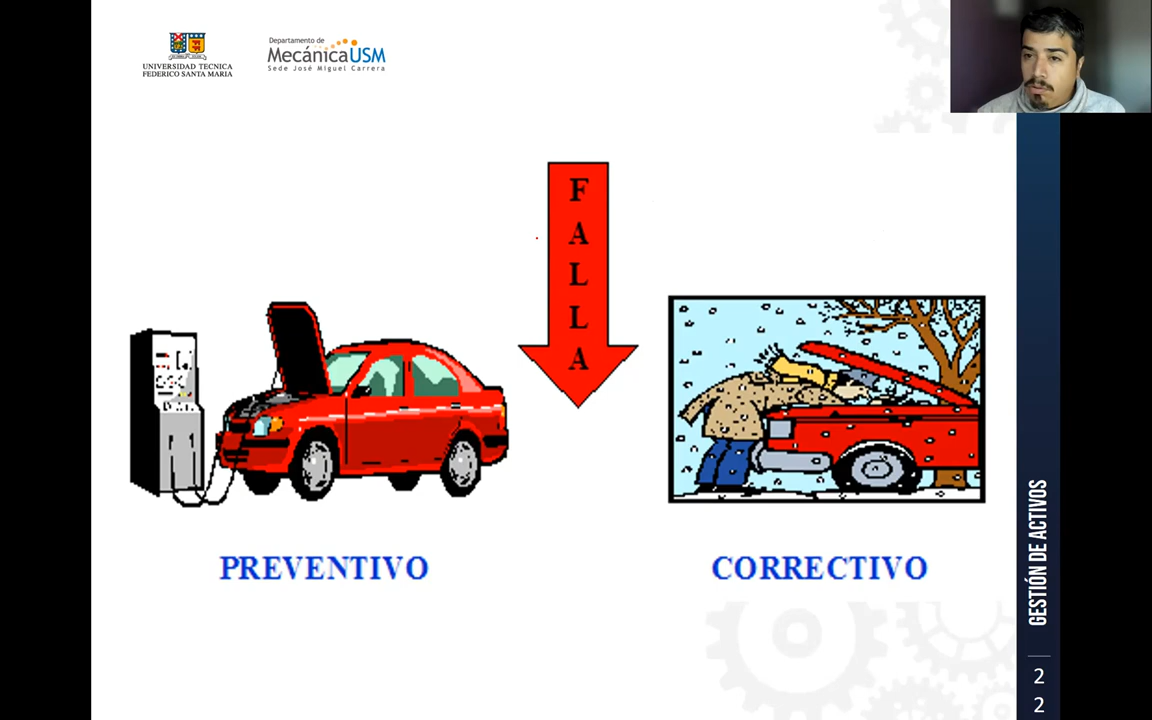 UNIVERSIDAD TECNICA
FEDERICO SANTA MARIA
Departamento de
MecánicaUSM
Sede José Miguel Carrera
F
A
L
L
A
PREVENTIVO
CORRECTIVO
GESTIÓN DE ACTIVOS
2
2